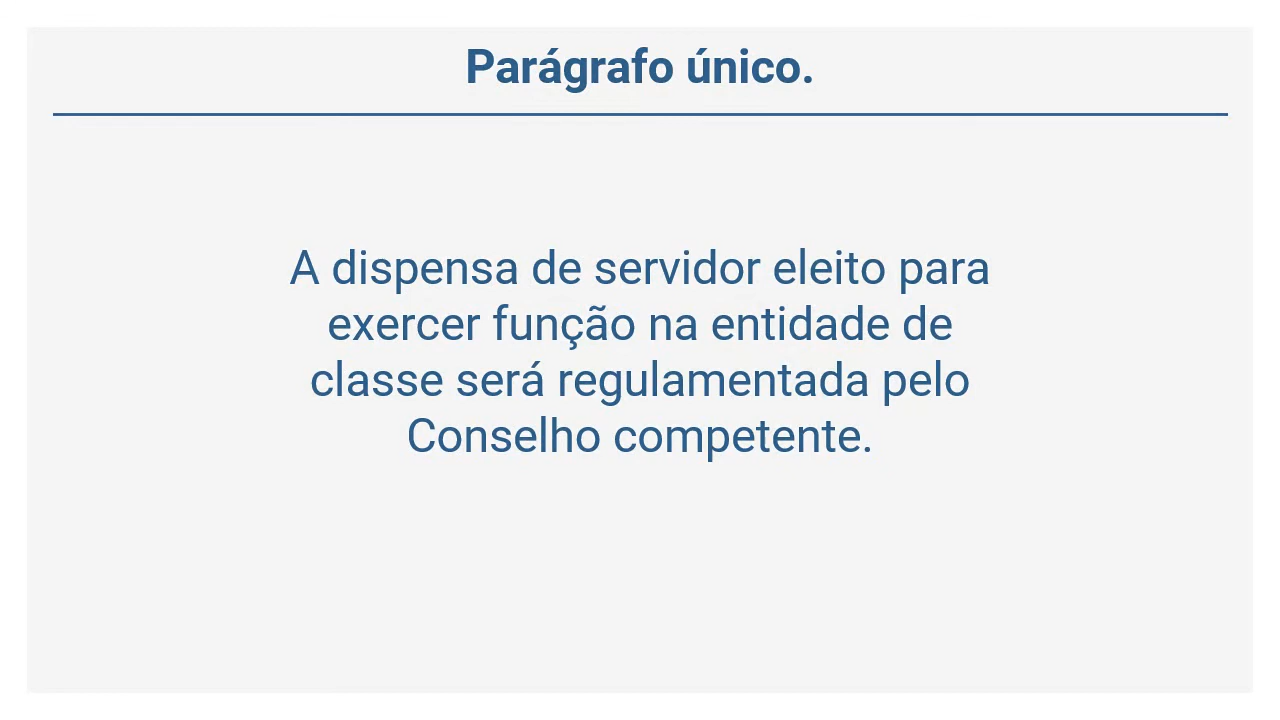 Parágrafo único.
A dispensa de servidor eleito para
exercer função na entidade de
classe será regulamentada pelo
Conselho competente.